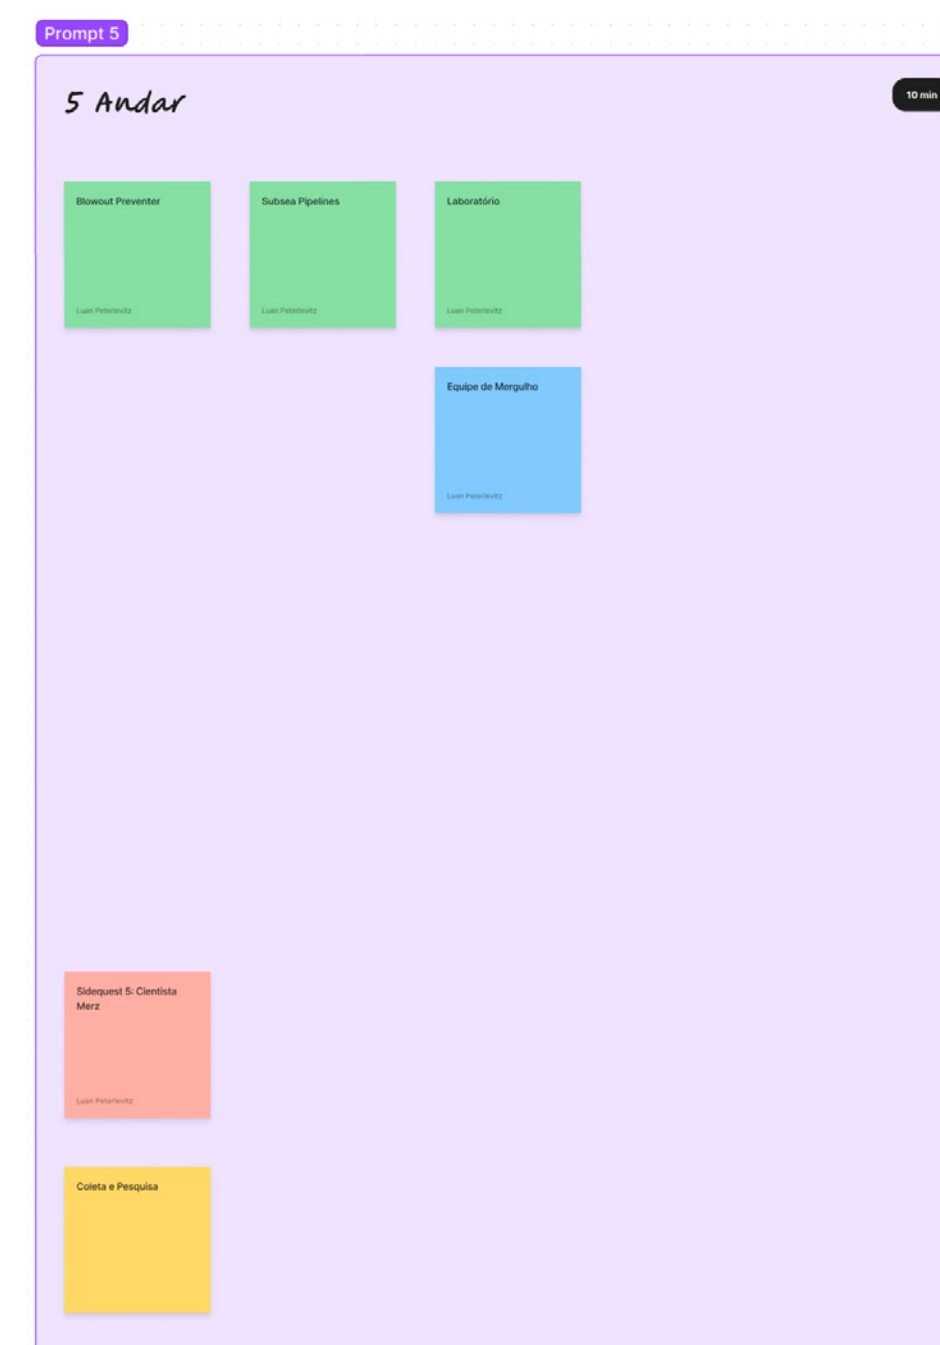 Prompt 5
5 Andar
10 min
Blowout Preventer
Subsea Pipelines
Laboratório
Luan Peterlevitz
Luan Peterlevitz
Luan Peterlevitz
Equipe de Mergulho
Luan Peterlevitz
Sidequest 5: Cientista
Merz
Luan Peterlevitz
Coleta e Pesquisa